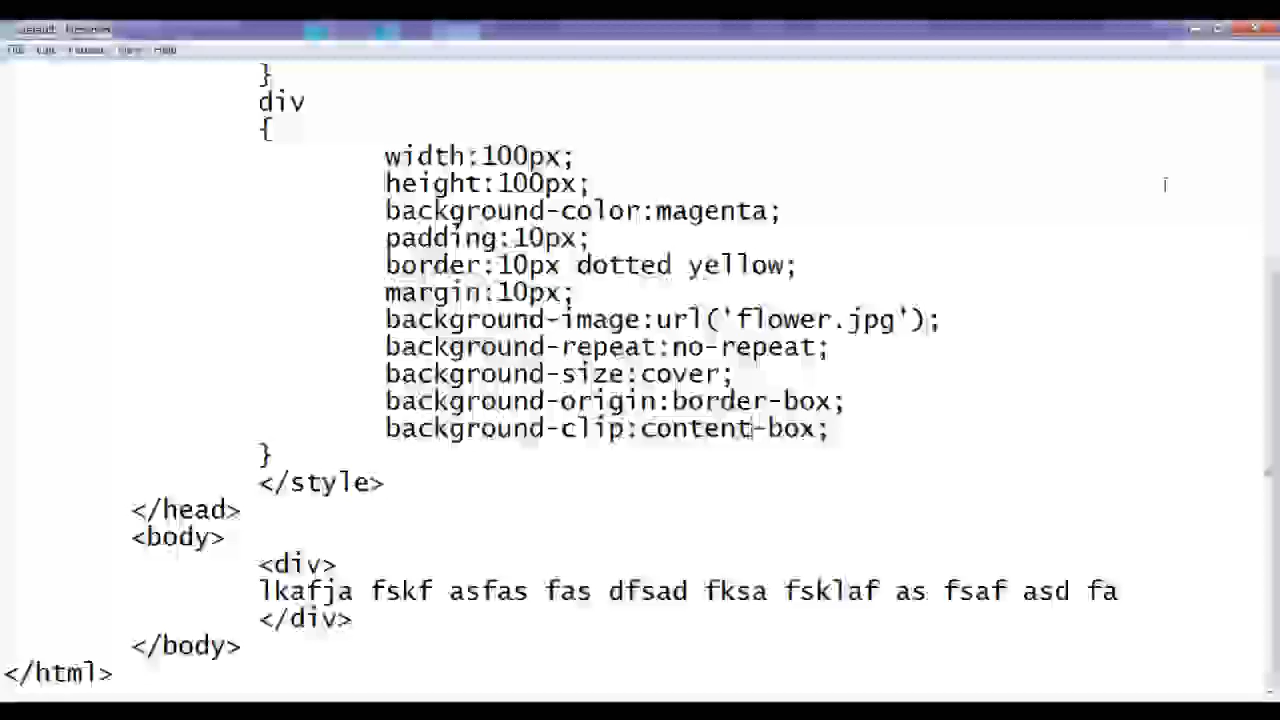 }
div
{
width:100px;
height:100px;
background-color:magenta;
padding:10px;
border:10px dotted yellow;
margin:10px;
background-image:url('flower.jpg');
background-repeat:no-repeat;
background-size:cover;
background-origin:border-box;
background-clip:content-box;
}
</style>
</head>
<body>
<div>
lkafja fskf asfas fas dfsad fksa fsklaf as fsaf asd fa
</div>
</body>
</html>